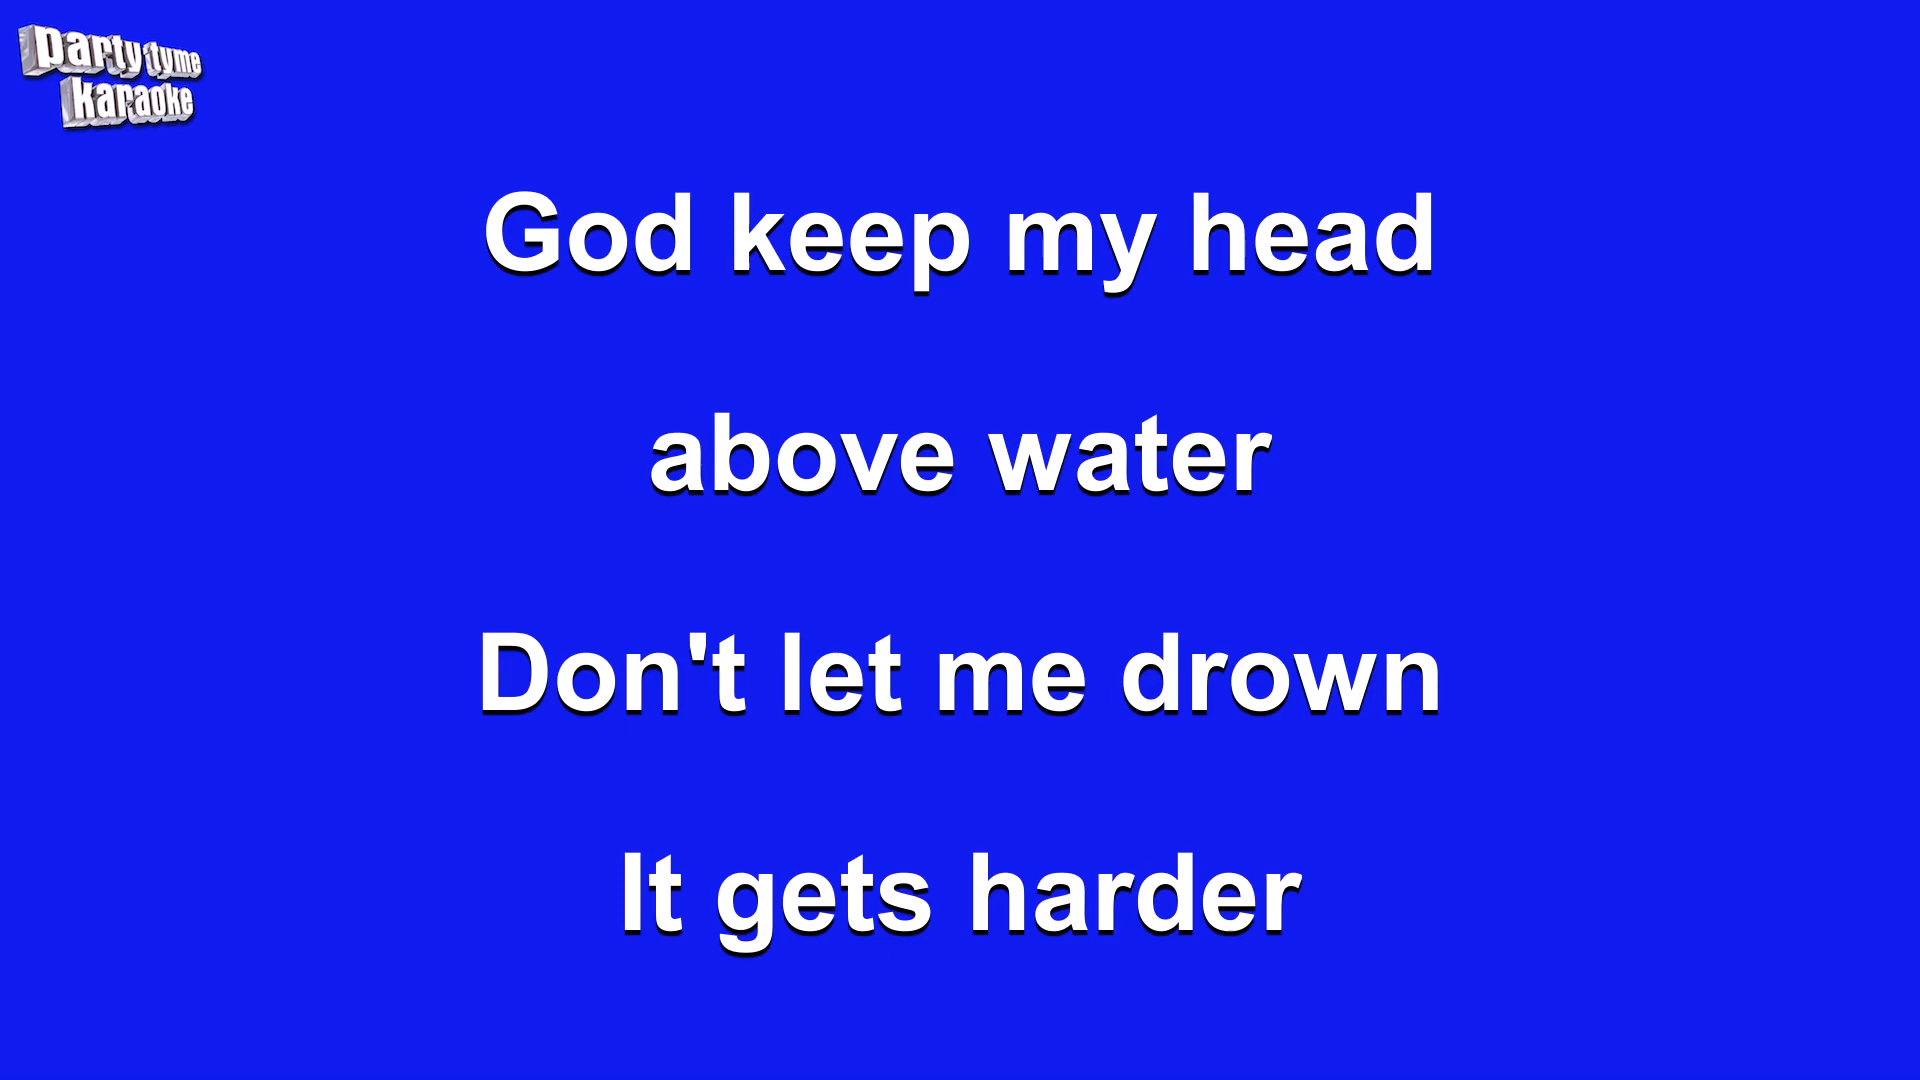 party tyme
karaoke
God keep my head
above water
Don't let me drown
It gets harder